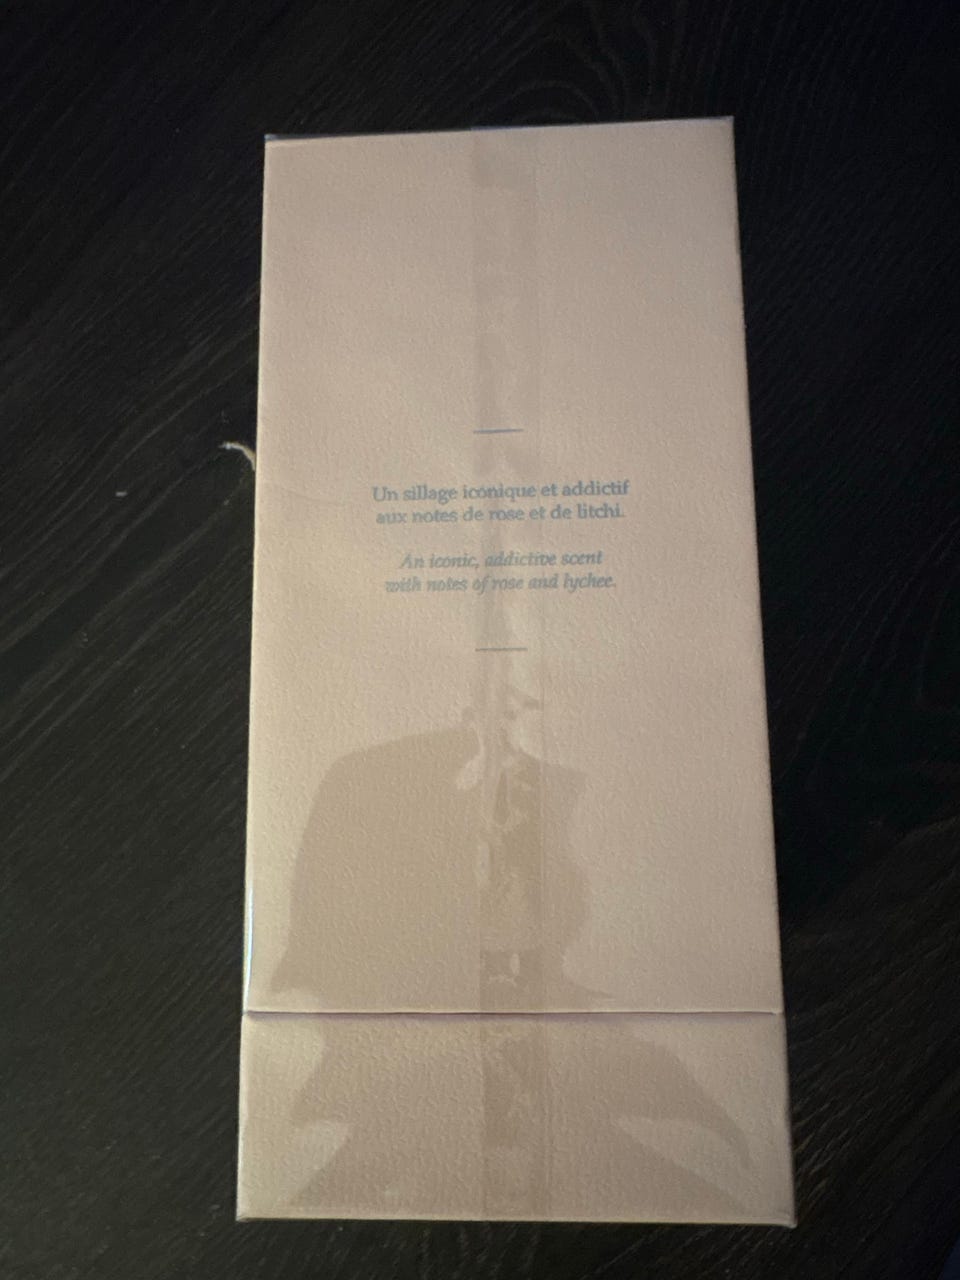 Un sillage iconique et addictif
aux notes de rose et de litchi.
An iconic, addictive scent
with notes of rose and lychee.